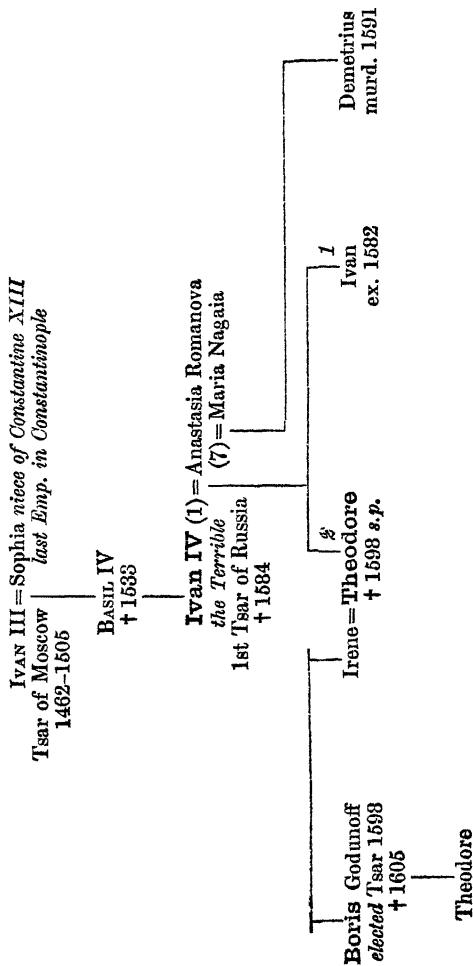 IVAN III = Sophia niece of Constantine XIII
Tsar of Moscow last Emp. in Constantinople
1462–1505
BASIL IV
† 1533
Ivan IV (1) = Anastasia Romanova
the Terrible (7) = Maria Nagaia
1st Tsar of Russia
† 1584
Boris Godunoff
elected Tsar 1598
† 1605
Theodore
2
Irene = Theodore
† 1598 s.p.
1
Ivan
ex. 1582
Demetrius
murd. 1591